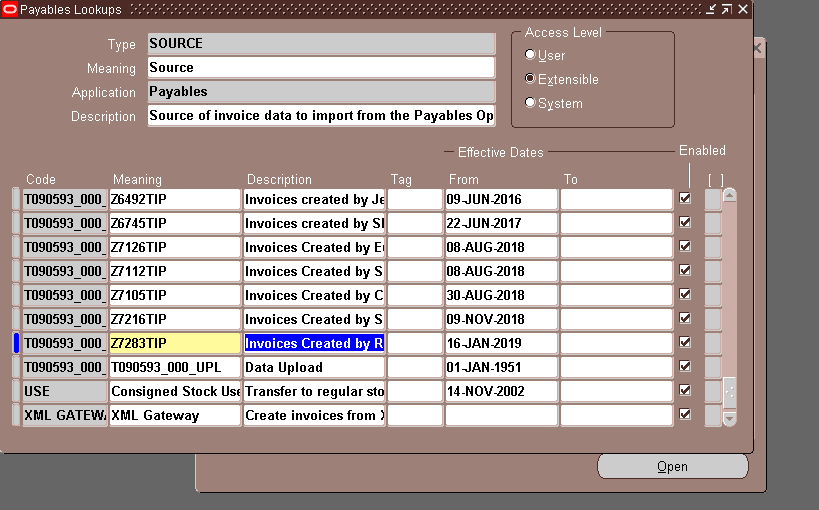 Payables Lookups
Type SOURCE
Meaning Source
Application Payables
Description Source of invoice data to import from the Payables Op
Access Level
User
Extensible
System
Effective Dates Enabled
Code Meaning Description Tag From To [ ]
T090593_000_ Z6492TIP Invoices created by Je 09-JUN-2016
T090593_000_ Z6745TIP Invoices created by 22-JUN-2017
T090593_000_ Z7126TIP Invoices Created by 08-AUG-2018
T090593_000_ Z7112TIP Invoices Created by S 08-AUG-2018
T090593_000_ Z7105TIP Invoices Created by C 30-AUG-2018
T090593_000_ Z7216TIP Invoices Created by S 09-NOV-2018
T090593_000_ Z7283TIP Invoices Created by R 16-JAN-2019
T090593_000_ T090593_000_UPL Data Upload 01-JAN-1951
USE Consigned Stock Use Transfer to regular sto 14-NOV-2002
XML GATEWA XML Gateway Create invoices from X
Open